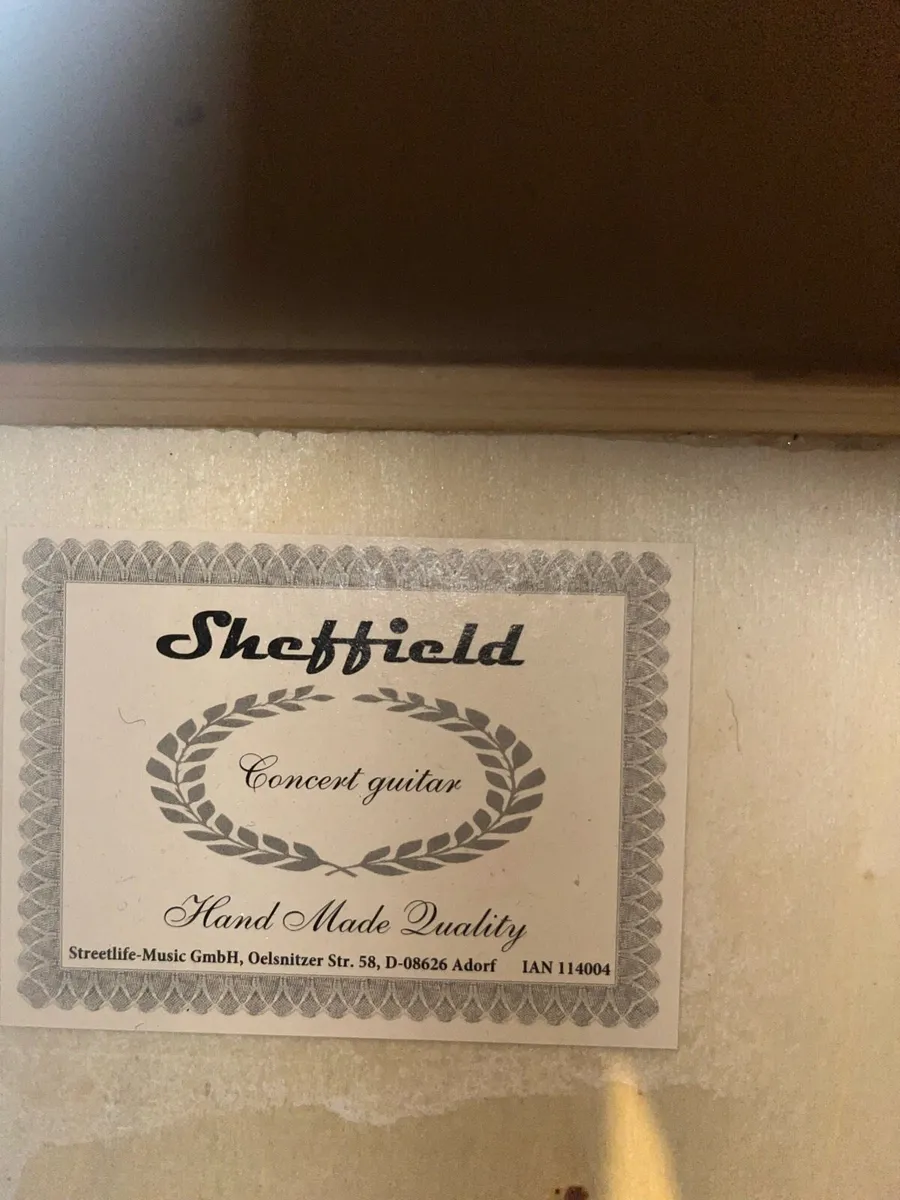 Sheffield
Concert guitar
Hand Made Quality
Streetlife-Music GmbH, Oelsnitzer Str. 58, D-08626 Adorf IAN 114004